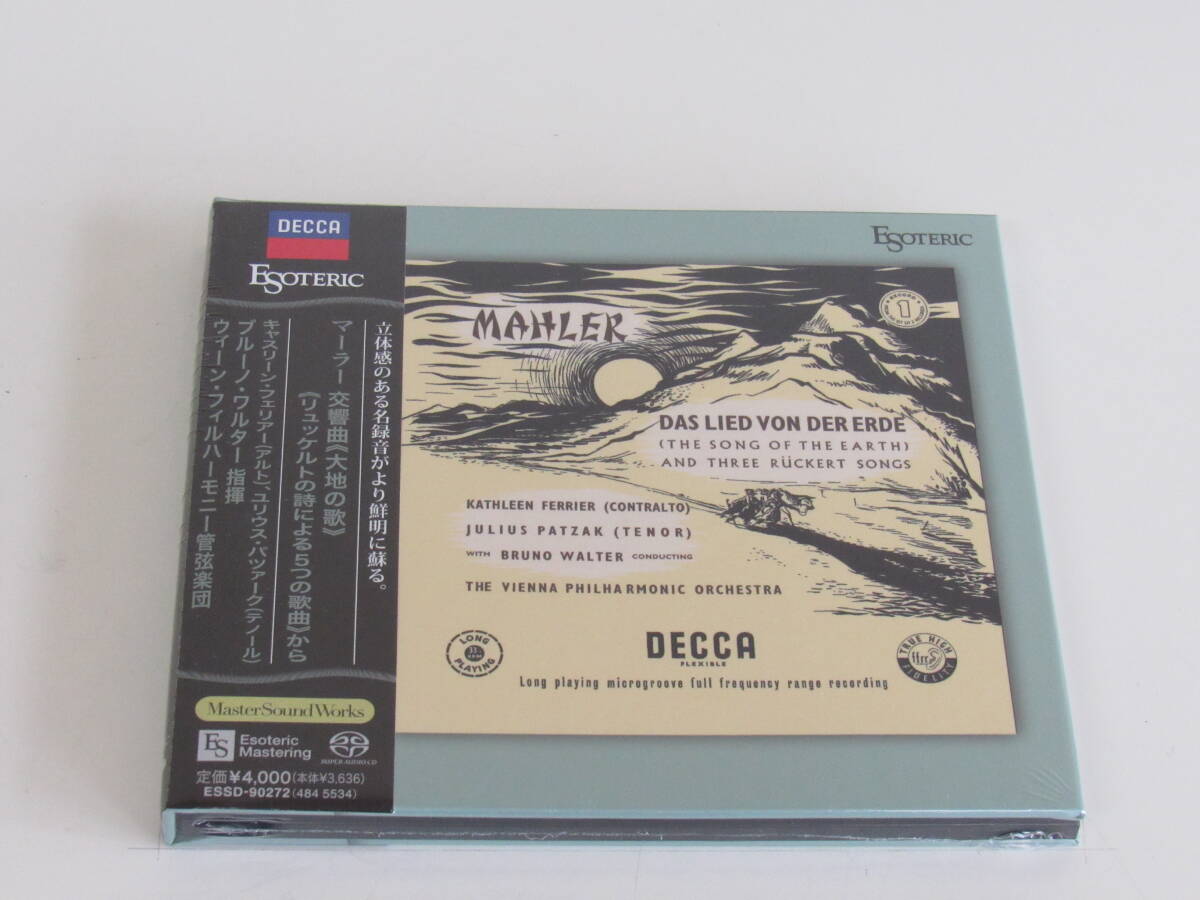 DECCA
ESOTERIC
立体感のある名録音がより鮮明に蘇る。
マーラー 交響曲《大地の歌》
《リュッケルトの詩による5つの歌曲》から
キャスリーン・フェリアー(アルト)、ユリウス・パツァーク(テノール)
ブルーノ・ワルター 指揮
ウィーン・フィルハーモニー管弦楽団
MasterSoundWorks
ES Esoteric
Mastering
SUPER AUDIO CD
定価¥4,000(本体¥3,636)
ESSD-90272(484 5534)
ESOTERIC
RECORD
1
MAHLER
DAS LIED VON DER ERDE
(THE SONG OF THE EARTH)
AND THREE RÜCKERT SONGS
KATHLEEN FERRIER (CONTRALTO)
JULIUS PATZAK (TENOR)
WITH BRUNO WALTER CONDUCTING
THE VIENNA PHILHARMONIC ORCHESTRA
LONG
33
PLAYING
DECCA
FLEXIBLE
TRUE HIGH
ffrr
FIDELITY
Long playing microgroove full frequency range recording